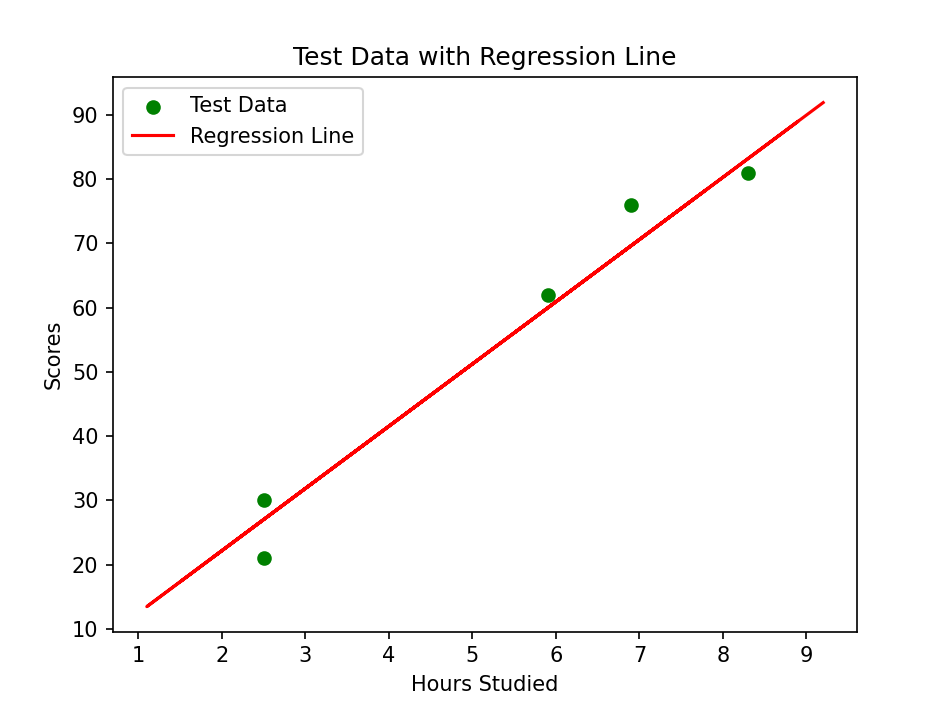 Test Data with Regression Line
Test Data
Regression Line
90
80
70
60
50
40
30
20
10
Scores
1 2 3 4 5 6 7 8 9
Hours Studied